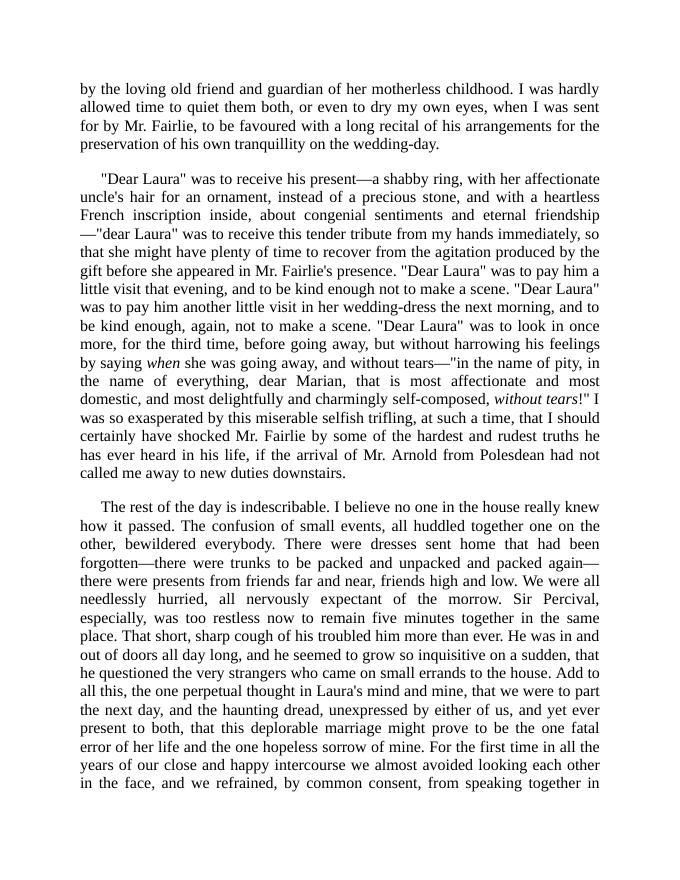 by the loving old friend and guardian of her motherless childhood. I was hardly
allowed time to quiet them both, or even to dry my own eyes, when I was sent
for by Mr. Fairlie, to be favoured with a long recital of his arrangements for the
preservation of his own tranquillity on the wedding-day.
"Dear Laura" was to receive his present—a shabby ring, with her affectionate
uncle's hair for an ornament, instead of a precious stone, and with a heartless
French inscription inside, about congenial sentiments and eternal friendship
—"dear Laura" was to receive this tender tribute from my hands immediately, so
that she might have plenty of time to recover from the agitation produced by the
gift before she appeared in Mr. Fairlie's presence. "Dear Laura" was to pay him a
little visit that evening, and to be kind enough not to make a scene. "Dear Laura"
was to pay him another little visit in her wedding-dress the next morning, and to
be kind enough, again, not to make a scene. "Dear Laura" was to look in once
more, for the third time, before going away, but without harrowing his feelings
by saying when she was going away, and without tears—"in the name of pity, in
the name of everything, dear Marian, that is most affectionate and most
domestic, and most delightfully and charmingly self-composed, without tears!" I
was so exasperated by this miserable selfish trifling, at such a time, that I should
certainly have shocked Mr. Fairlie by some of the hardest and rudest truths he
has ever heard in his life, if the arrival of Mr. Arnold from Polesdean had not
called me away to new duties downstairs.
The rest of the day is indescribable. I believe no one in the house really knew
how it passed. The confusion of small events, all huddled together one on the
other, bewildered everybody. There were dresses sent home that had been
forgotten—there were trunks to be packed and unpacked and packed again—
there were presents from friends far and near, friends high and low. We were all
needlessly hurried, all nervously expectant of the morrow. Sir Percival,
especially, was too restless now to remain five minutes together in the same
place. That short, sharp cough of his troubled him more than ever. He was in and
out of doors all day long, and he seemed to grow so inquisitive on a sudden, that
he questioned the very strangers who came on small errands to the house. Add to
all this, the one perpetual thought in Laura's mind and mine, that we were to part
the next day, and the haunting dread, unexpressed by either of us, and yet ever
present to both, that this deplorable marriage might prove to be the one fatal
error of her life and the one hopeless sorrow of mine. For the first time in all the
years of our close and happy intercourse we almost avoided looking each other
in the face, and we refrained, by common consent, from speaking together in